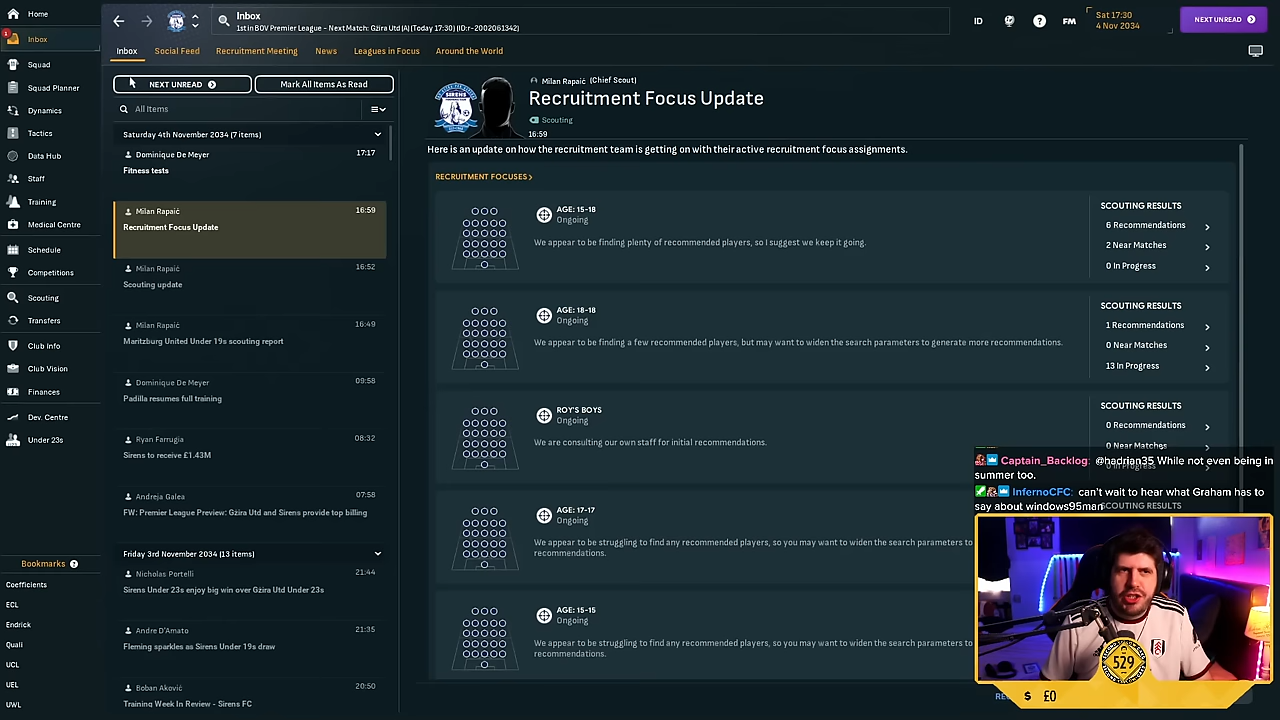 Home
Inbox
1st in BOV Premier League - Next Match: Gżira Utd (A) (Today 17:30) (ID:r-2002061342)
ID
FM
Sat 17:30
4 Nov 2034
NEXT UNREAD
1
Inbox
Squad
Squad Planner
Dynamics
Tactics
Data Hub
Staff
Training
Medical Centre
Schedule
Competitions
Scouting
Transfers
Club Info
Club Vision
Finances
Dev. Centre
Under 23s
Bookmarks ?
Coefficients
ECL
Endrick
Quali
UCL
UEL
UWL
Inbox
Social Feed
Recruitment Meeting
News
Leagues in Focus
Around the World
NEXT UNREAD
Mark All Items As Read
All Items
Saturday 4th November 2034 (7 items)
Dominique De Meyer 17:17
Fitness tests
Milan Rapaić 16:59
Recruitment Focus Update
Milan Rapaić 16:52
Scouting update
Milan Rapaić 16:49
Maritzburg United Under 19s scouting report
Dominique De Meyer 09:58
Padilla resumes full training
Ryan Farrugia 08:32
Sirens to receive £1.43M
Andreja Galea 07:58
FW: Premier League Preview: Gżira Utd and Sirens provide top billing
Friday 3rd November 2034 (13 items)
Nicholas Portelli 21:44
Sirens Under 23s enjoy big win over Gżira Utd Under 23s
Andre D'Amato 21:35
Fleming sparkles as Sirens Under 19s draw
Boban Aković 20:50
Training Week In Review - Sirens FC
SIRENS
Milan Rapaić (Chief Scout)
Recruitment Focus Update
Scouting
16:59
Here is an update on how the recruitment team is getting on with their active recruitment focus assignments.
RECRUITMENT FOCUSES
AGE: 15-18
Ongoing
We appear to be finding plenty of recommended players, so I suggest we keep it going.
SCOUTING RESULTS
6 Recommendations
2 Near Matches
0 In Progress
AGE: 18-18
Ongoing
We appear to be finding a few recommended players, but may want to widen the search parameters to generate more recommendations.
SCOUTING RESULTS
1 Recommendations
0 Near Matches
13 In Progress
ROY'S BOYS
Ongoing
We are consulting our own staff for initial recommendations.
SCOUTING RESULTS
0 Recommendations
0 Near Matches
In Progress
AGE: 17-17
Ongoing
We appear to be struggling to find any recommended players, so you may want to widen the search parameters to
recommendations.
SCOUTING RESULTS
AGE: 15-15
Ongoing
We appear to be struggling to find any recommended players, so you may want to widen the search parameters to
recommendations.
Captain_Backlog: @hadrian35 While not even being in
summer too.
InfernoCFC: can't wait to hear what Graham has to
say about windows95man
529
$ £0